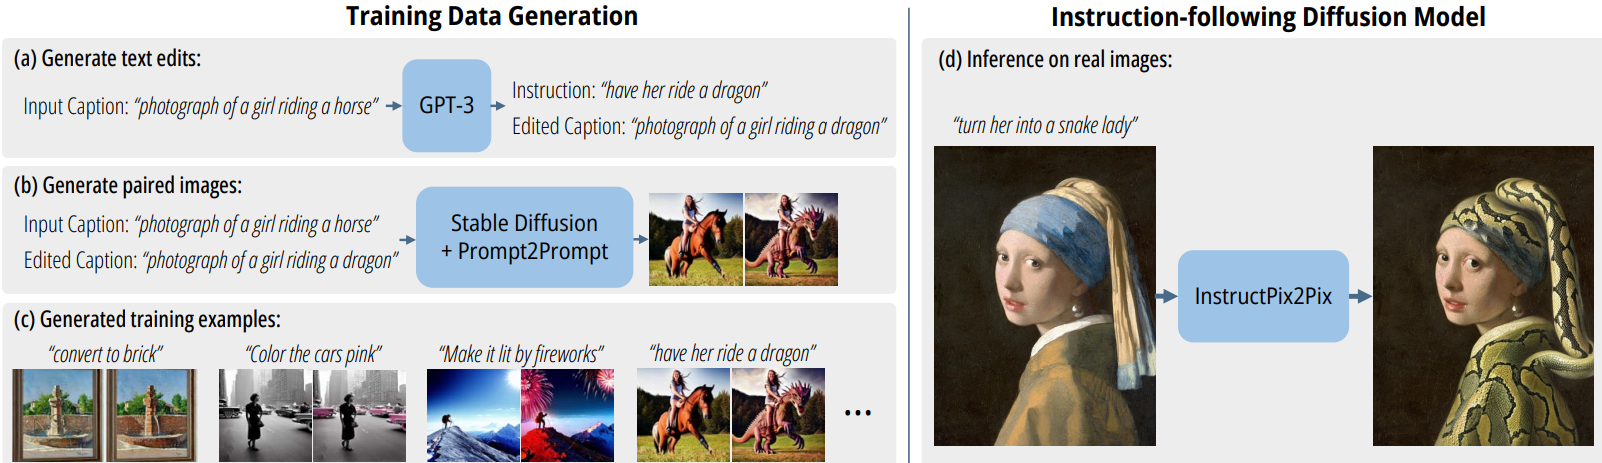 Training Data Generation
(a) Generate text edits:
Input Caption: “photograph of a girl riding a horse”
GPT-3
Instruction: “have her ride a dragon”
Edited Caption: “photograph of a girl riding a dragon”
(b) Generate paired images:
Input Caption: “photograph of a girl riding a horse”
Edited Caption: “photograph of a girl riding a dragon”
Stable Diffusion
+ Prompt2Prompt
(c) Generated training examples:
“convert to brick”
“Color the cars pink”
“Make it lit by fireworks”
“have her ride a dragon”
...
Instruction-following Diffusion Model
(d) Inference on real images:
“turn her into a snake lady”
InstructPix2Pix